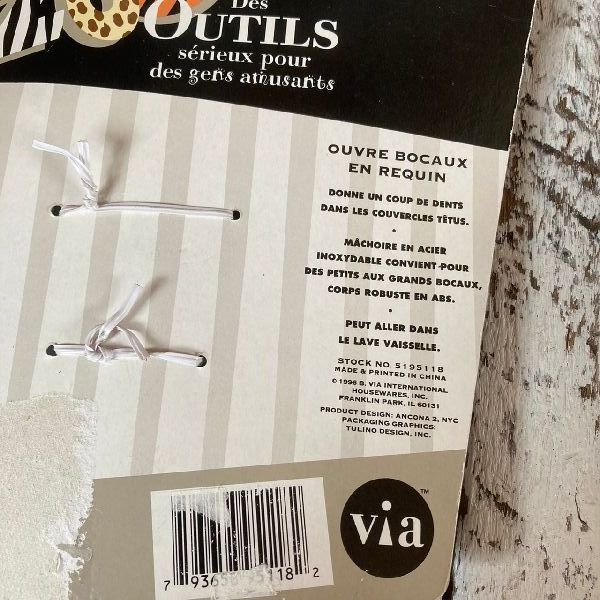 Des
OUTILS
sérieux pour
des gens amusants
OUVRE BOCAUX
EN REQUIN
DONNE UN COUP DE DENTS
DANS LES COUVERCLES TÊTUS.
•
MÂCHOIRE EN ACIER
INOXYDABLE CONVIENT POUR
DES PETITS AUX GRANDS BOCAUX,
CORPS ROBUSTE EN ABS.
•
PEUT ALLER DANS
LE LAVE VAISSELLE.
STOCK NO. 5195118
MADE & PRINTED IN CHINA
© 1996 B. VIA INTERNATIONAL
HOUSEWARES, INC.
FRANKLIN PARK, IL 60131
PRODUCT DESIGN: ANCONA 2, NYC
PACKAGING GRAPHICS:
TULINO DESIGN, INC.
via™
7 2